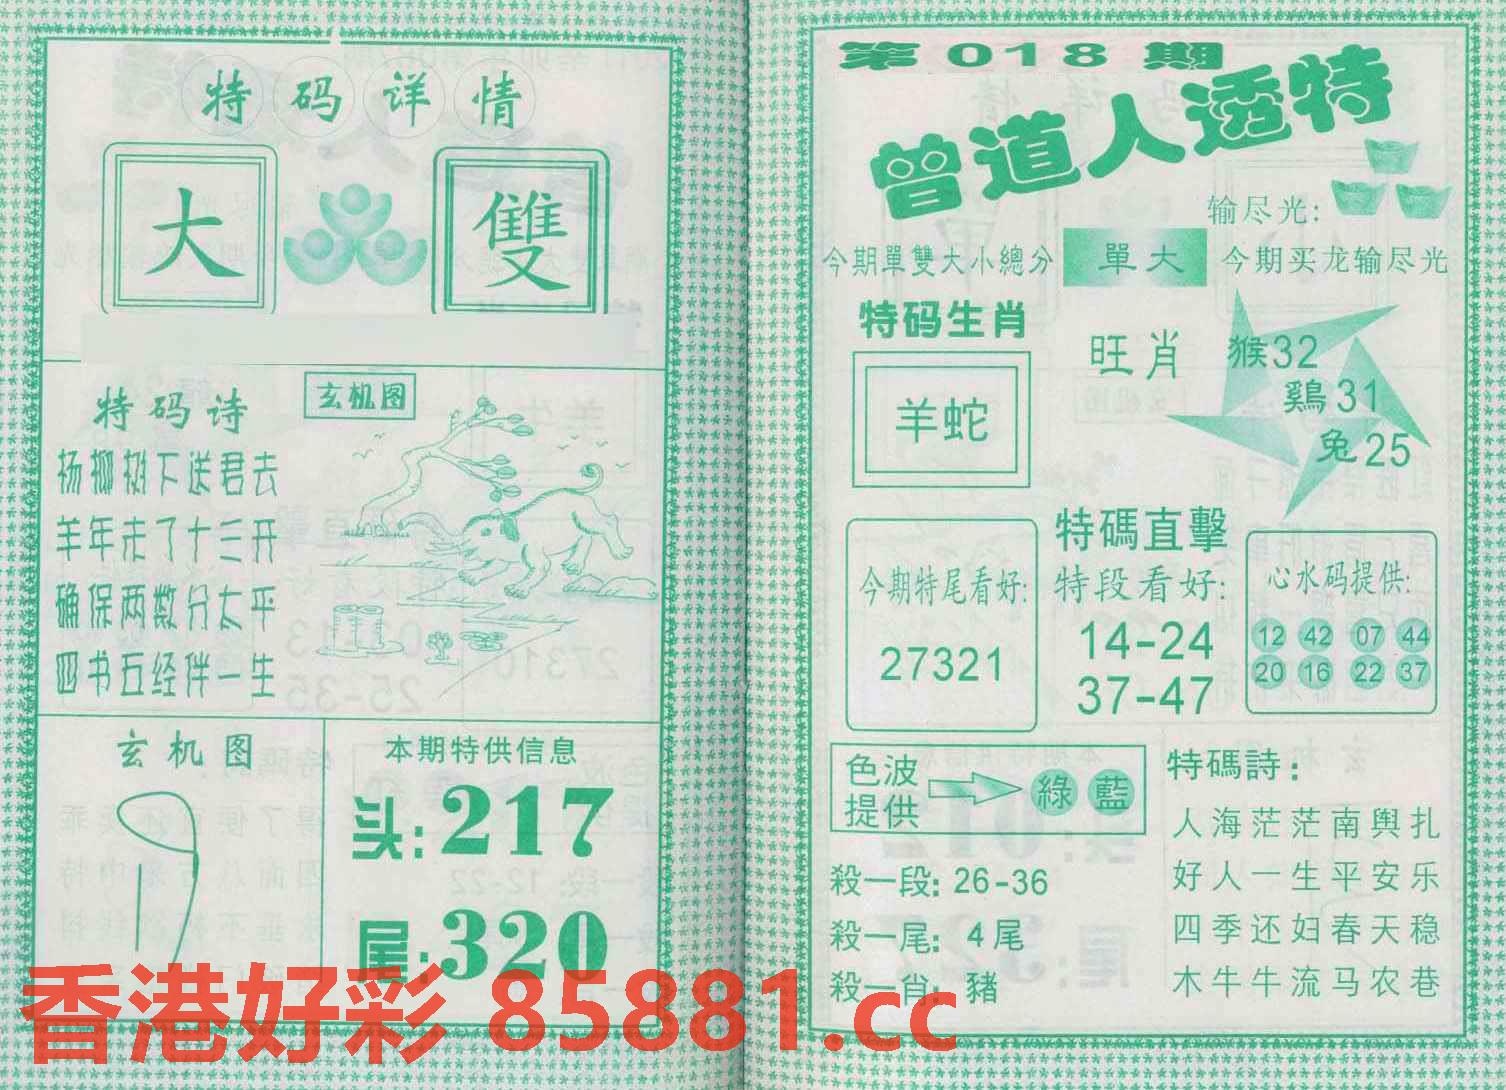 特码详情
大 雙
特码诗
玄机图
杨柳树下送君去
羊年未了十三开
确保两数分太平
四书五经伴一生
玄机图
本期特供信息
头:217
尾:320
第018期
曾道人透特
输尽光:
今期單雙大小總分 單大 今期买龙输尽光
特码生肖
羊蛇
旺肖
猴32
鷄31
兔25
今期特尾看好:
27321
特碼直擊
特段看好:
14-24
37-47
心水码提供:
12 42 07 44
20 16 22 37
色波提供 綠 藍
殺一段: 26-36
殺一尾: 4尾
殺一肖: 豬
特碼詩:
人海茫茫南輿扎
好人一生平安乐
四季还妇春天稳
木牛牛流马农巷
香港好彩 85881.cc